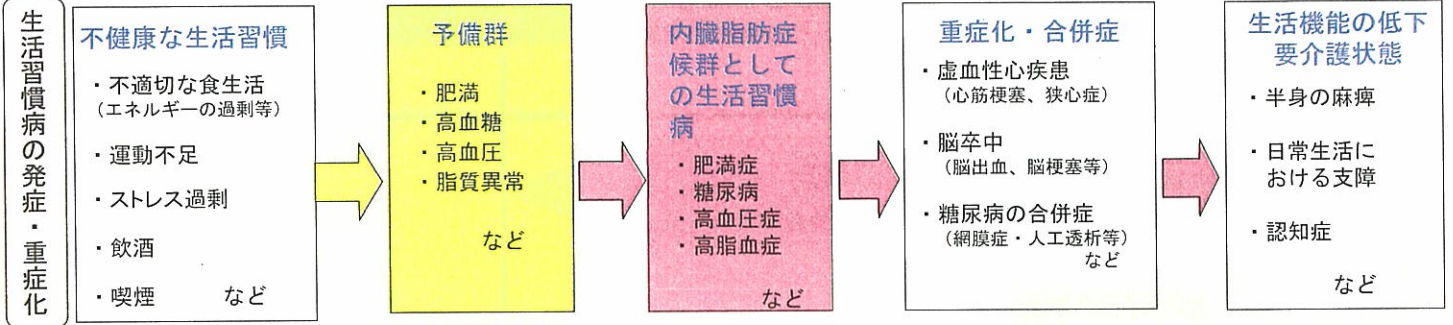 生活習慣病の発症・重症化
不健康な生活習慣
・不適切な食生活
（エネルギーの過剰等）
・運動不足
・ストレス過剰
・飲酒
・喫煙　など
予備群
・肥満
・高血糖
・高血圧
・脂質異常
など
内臓脂肪症
候群として
の生活習慣
病
・肥満症
・糖尿病
・高血圧症
・高脂血症
など
重症化・合併症
・虚血性心疾患
（心筋梗塞、狭心症）
・脳卒中
（脳出血、脳梗塞等）
・糖尿病の合併症
（網膜症・人工透析等）
など
生活機能の低下
要介護状態
・半身の麻痺
・日常生活に
おける支障
・認知症
など